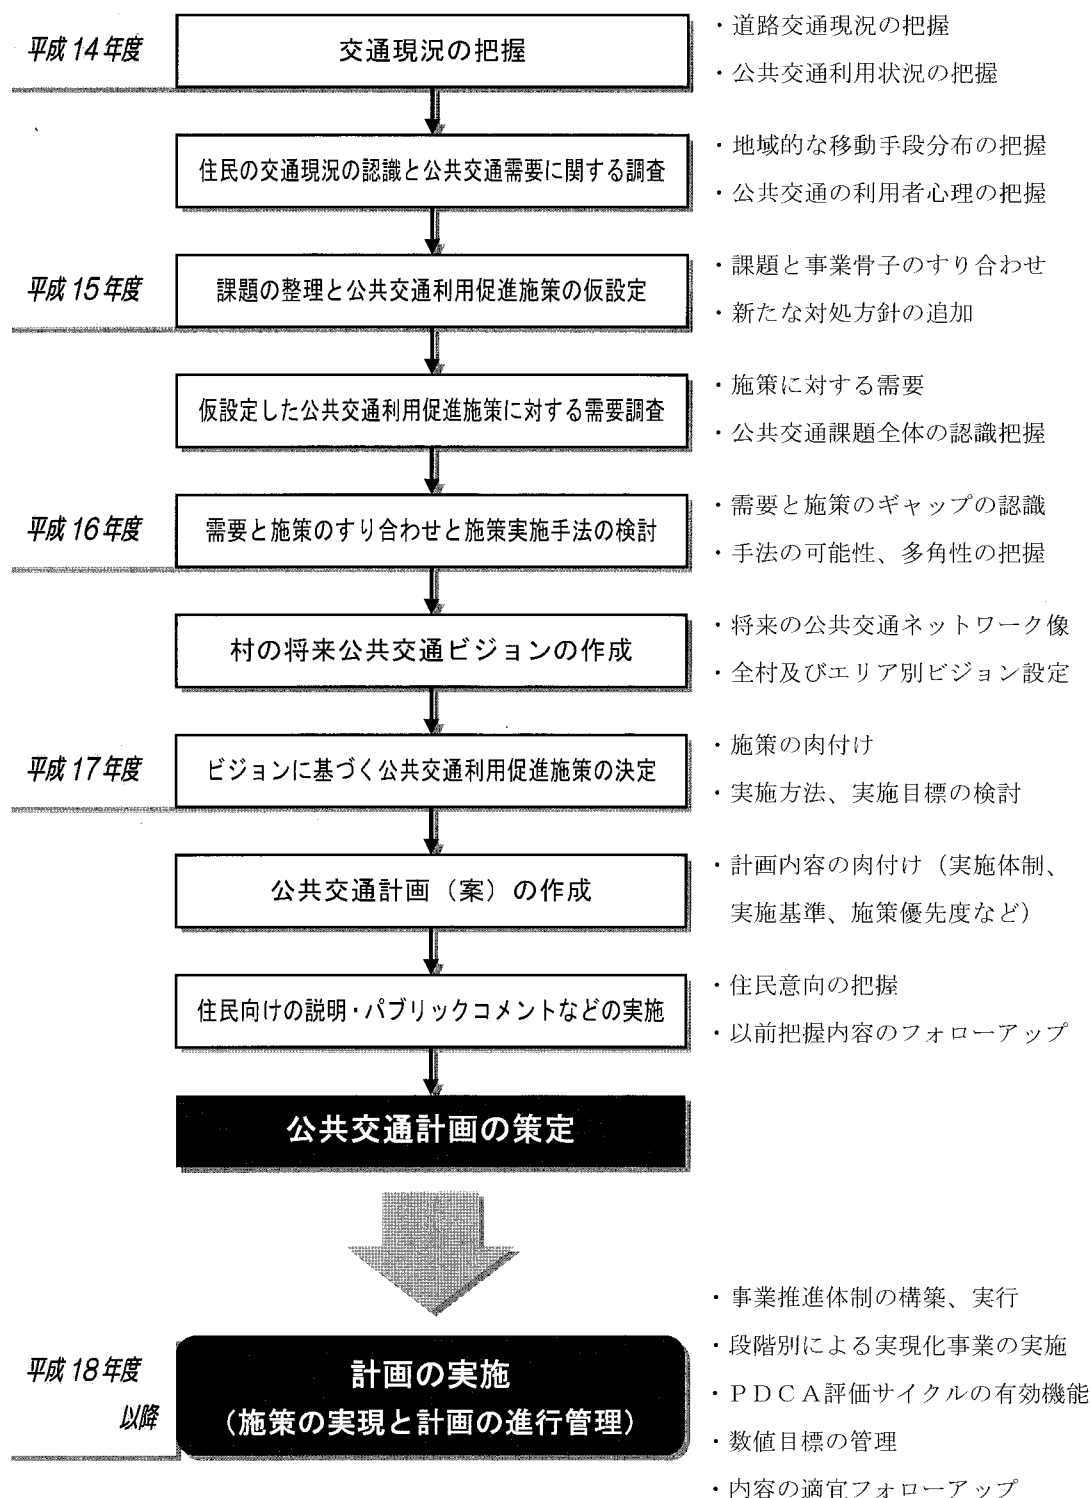 平成14年度
交通現況の把握
・道路交通現況の把握
・公共交通利用状況の把握
住民の交通現況の認識と公共交通需要に関する調査
・地域的な移動手段分布の把握
・公共交通の利用者心理の把握
平成15年度
課題の整理と公共交通利用促進施策の仮設定
・課題と事業骨子のすり合わせ
・新たな対処方針の追加
仮設定した公共交通利用促進施策に対する需要調査
・施策に対する需要
・公共交通課題全体の認識把握
平成16年度
需要と施策のすり合わせと施策実施手法の検討
・需要と施策のギャップの認識
・手法の可能性、多角性の把握
村の将来公共交通ビジョンの作成
・将来の公共交通ネットワーク像
・全村及びエリア別ビジョン設定
平成17年度
ビジョンに基づく公共交通利用促進施策の決定
・施策の肉付け
・実施方法、実施目標の検討
公共交通計画（案）の作成
・計画内容の肉付け（実施体制、
実施基準、施策優先度など）
住民向けの説明・パブリックコメントなどの実施
・住民意向の把握
・以前把握内容のフォローアップ
公共交通計画の策定
平成18年度
以降
計画の実施
（施策の実現と計画の進行管理）
・事業推進体制の構築、実行
・段階別による実現化事業の実施
・ＰＤＣＡ評価サイクルの有効機能
・数値目標の管理
・内容の適宜フォローアップ